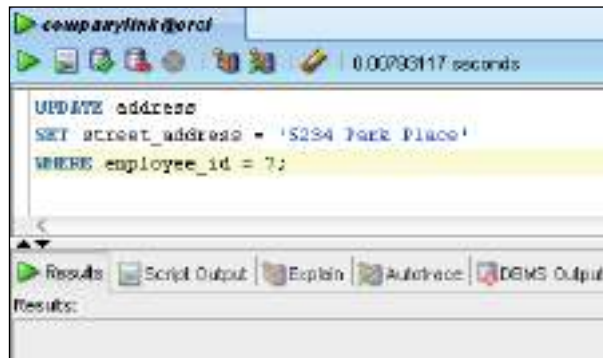 companylink@orcl
0.00793117 seconds
UPDATE address
SET street_address = '5234 Park Place'
WHERE employee_id = 7;
Results Script Output Explain Autotrace DBMS Output
Results: